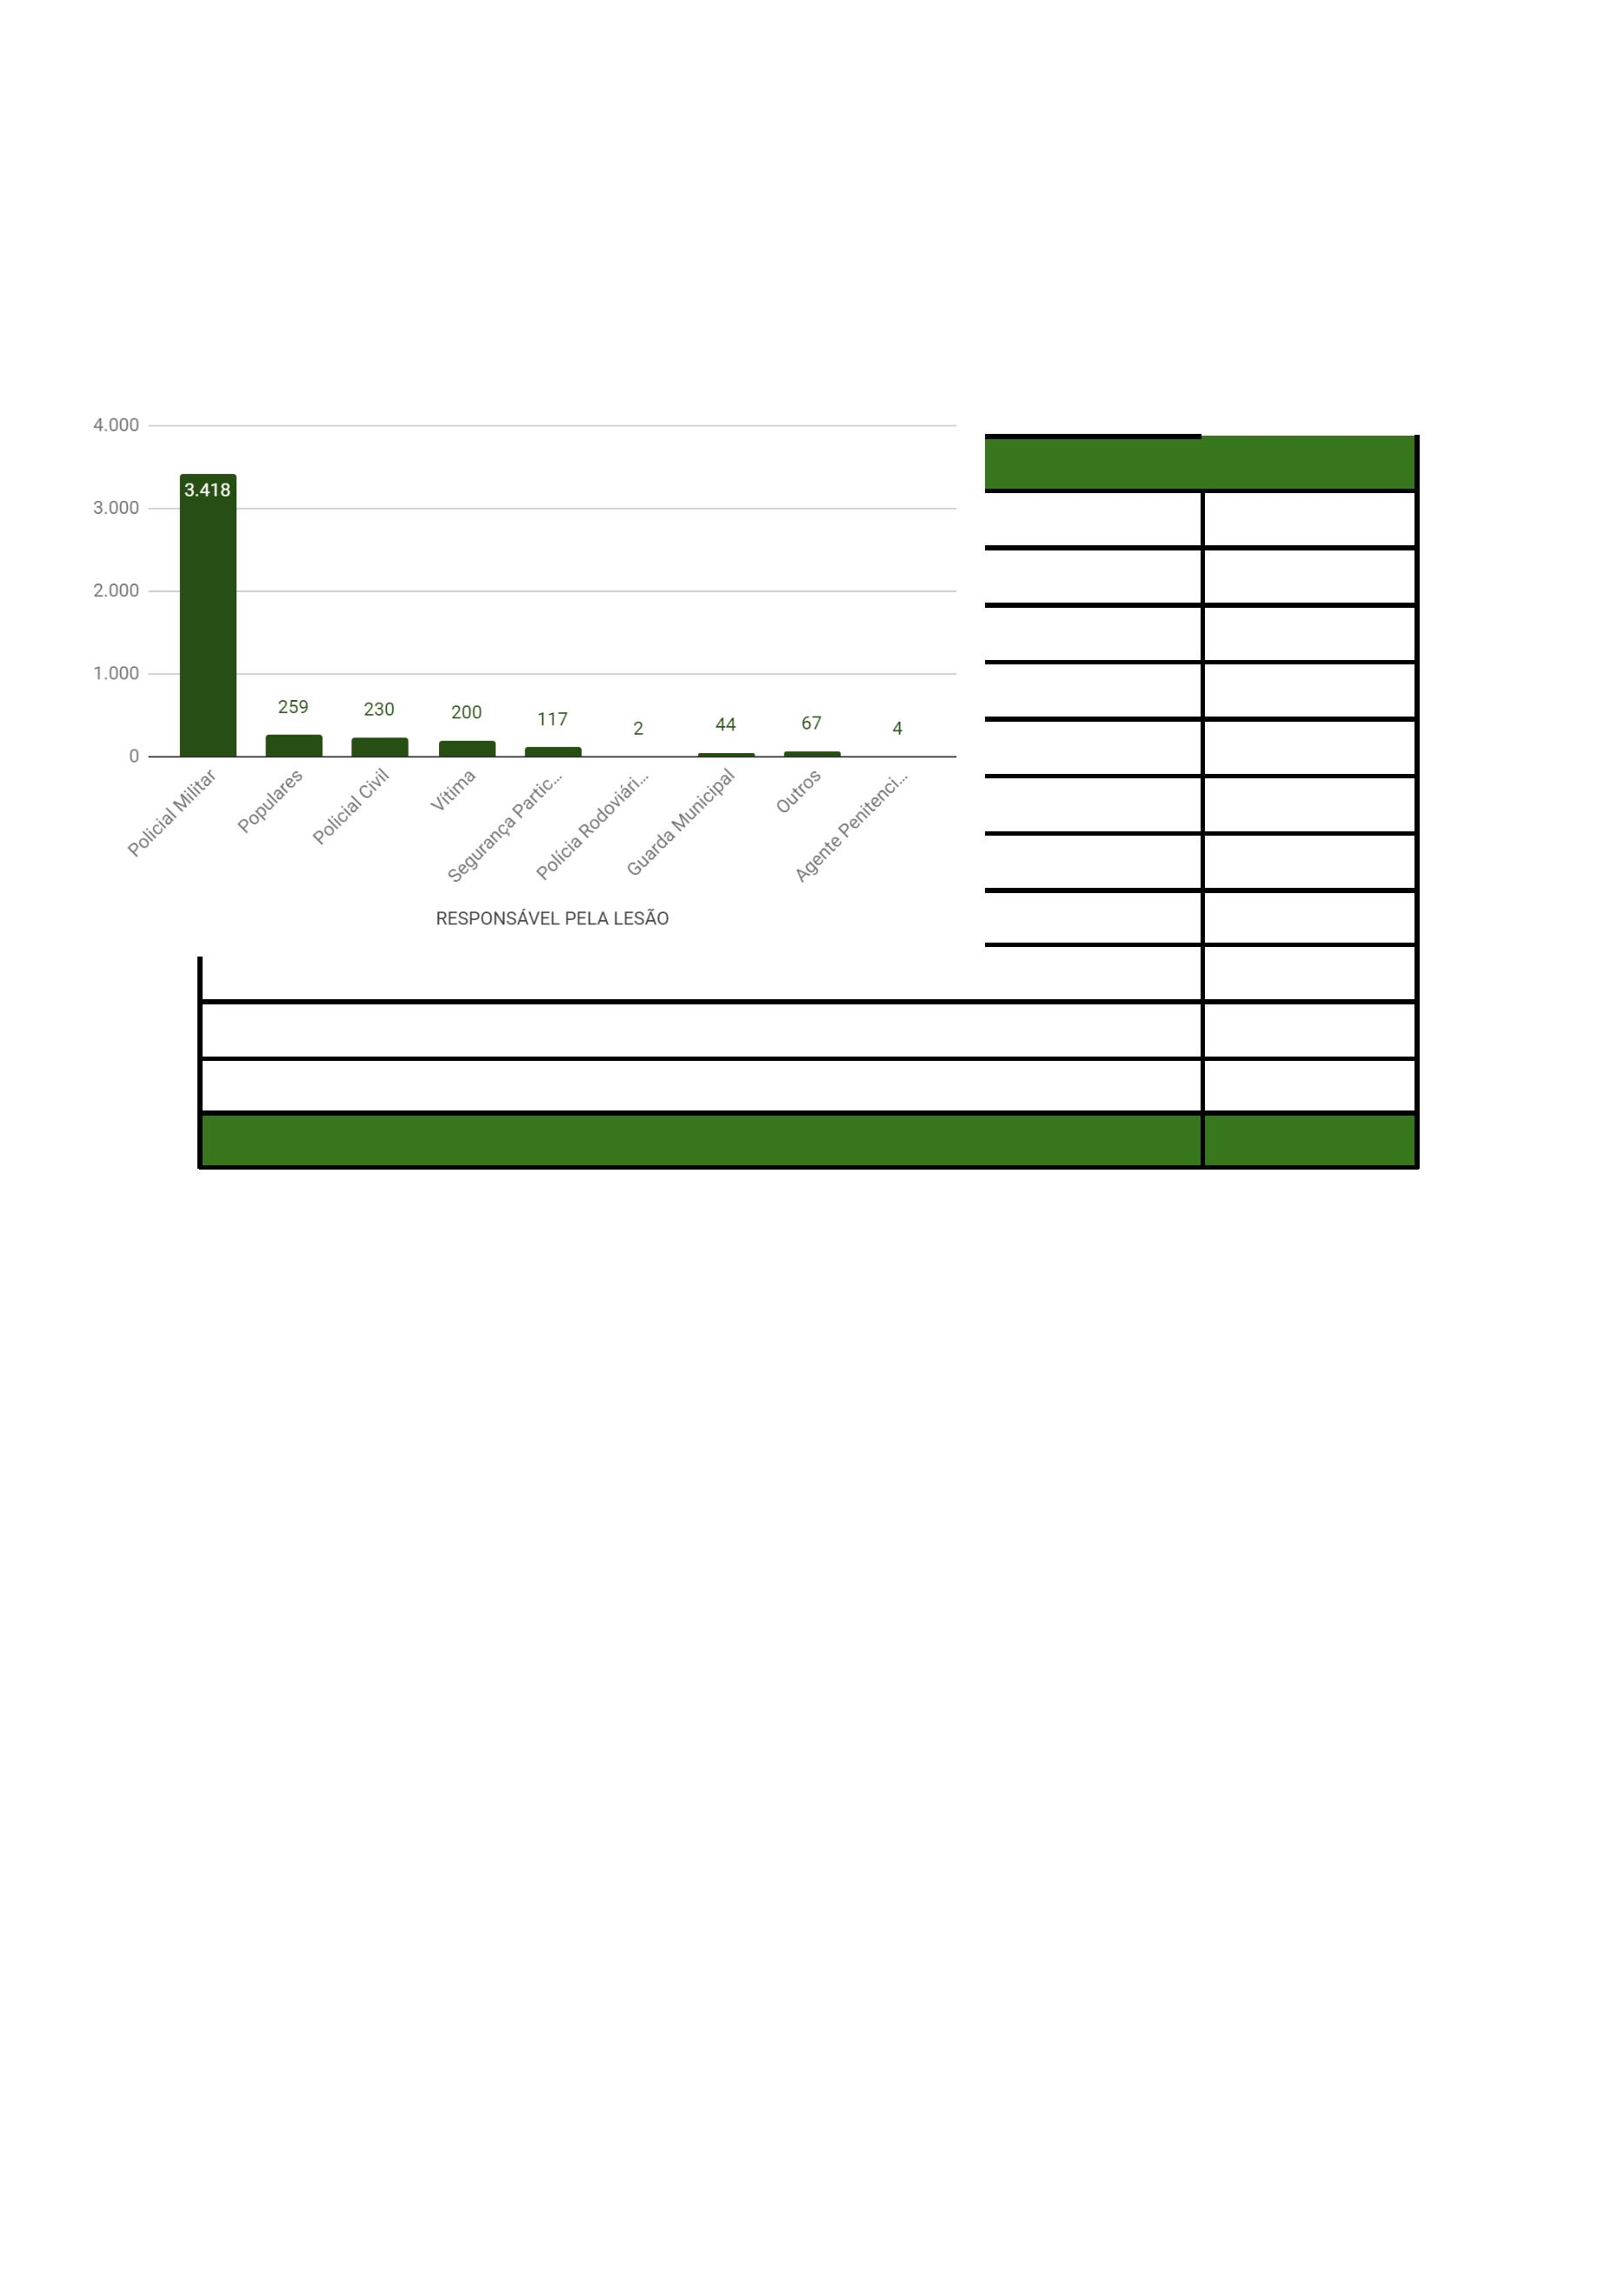 4.000
3.000
2.000
1.000
0
3.418
259
230
200
117
2
44
67
4
Policial Militar
Populares
Policial Civil
Vítima
Segurança Partic...
Polícia Rodoviári...
Guarda Municipal
Outros
Agente Penitenci...
RESPONSÁVEL PELA LESÃO